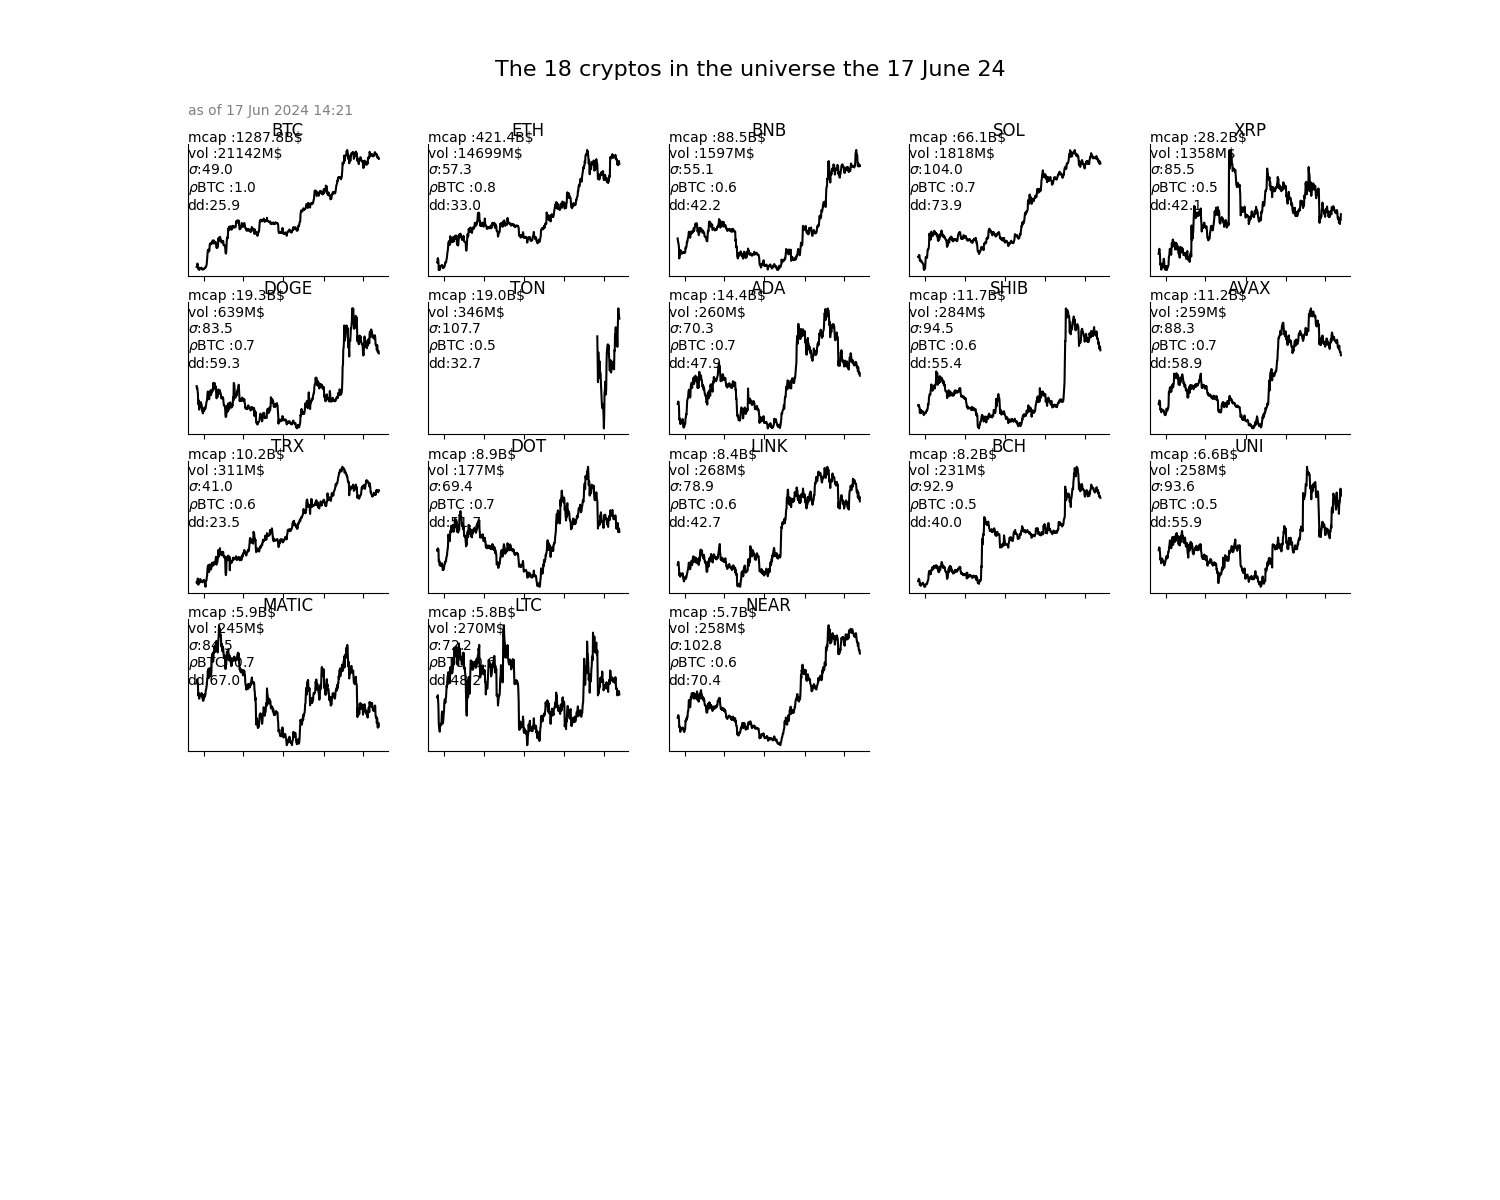 The 18 cryptos in the universe the 17 June 24
as of 17 Jun 2024 14:21
BTC
mcap :1287.8B$
vol :21142M$
σ:49.0
ρBTC :1.0
dd:25.9
ETH
mcap :421.4B$
vol :14699M$
σ:57.3
ρBTC :0.8
dd:33.0
BNB
mcap :88.5B$
vol :1597M$
σ:55.1
ρBTC :0.6
dd:42.2
SOL
mcap :66.1B$
vol :1818M$
σ:104.0
ρBTC :0.7
dd:73.9
XRP
mcap :28.2B$
vol :1358M$
σ:85.5
ρBTC :0.5
dd:42.1
DOGE
mcap :19.3B$
vol :639M$
σ:83.5
ρBTC :0.7
dd:59.3
TON
mcap :19.0B$
vol :346M$
σ:107.7
ρBTC :0.5
dd:32.7
ADA
mcap :14.4B$
vol :260M$
σ:70.3
ρBTC :0.7
dd:47.9
SHIB
mcap :11.7B$
vol :284M$
σ:94.5
ρBTC :0.6
dd:55.4
AVAX
mcap :11.2B$
vol :259M$
σ:88.3
ρBTC :0.7
dd:58.9
TRX
mcap :10.2B$
vol :311M$
σ:41.0
ρBTC :0.6
dd:23.5
DOT
mcap :8.9B$
vol :177M$
σ:69.4
ρBTC :0.7
dd:51.7
LINK
mcap :8.4B$
vol :268M$
σ:78.9
ρBTC :0.6
dd:42.7
BCH
mcap :8.2B$
vol :231M$
σ:92.9
ρBTC :0.5
dd:40.0
UNI
mcap :6.6B$
vol :258M$
σ:93.6
ρBTC :0.5
dd:55.9
MATIC
mcap :5.9B$
vol :245M$
σ:84.5
ρBTC :0.7
dd:67.0
LTC
mcap :5.8B$
vol :270M$
σ:72.2
ρBTC
dd:48.2
NEAR
mcap :5.7B$
vol :258M$
σ:102.8
ρBTC :0.6
dd:70.4